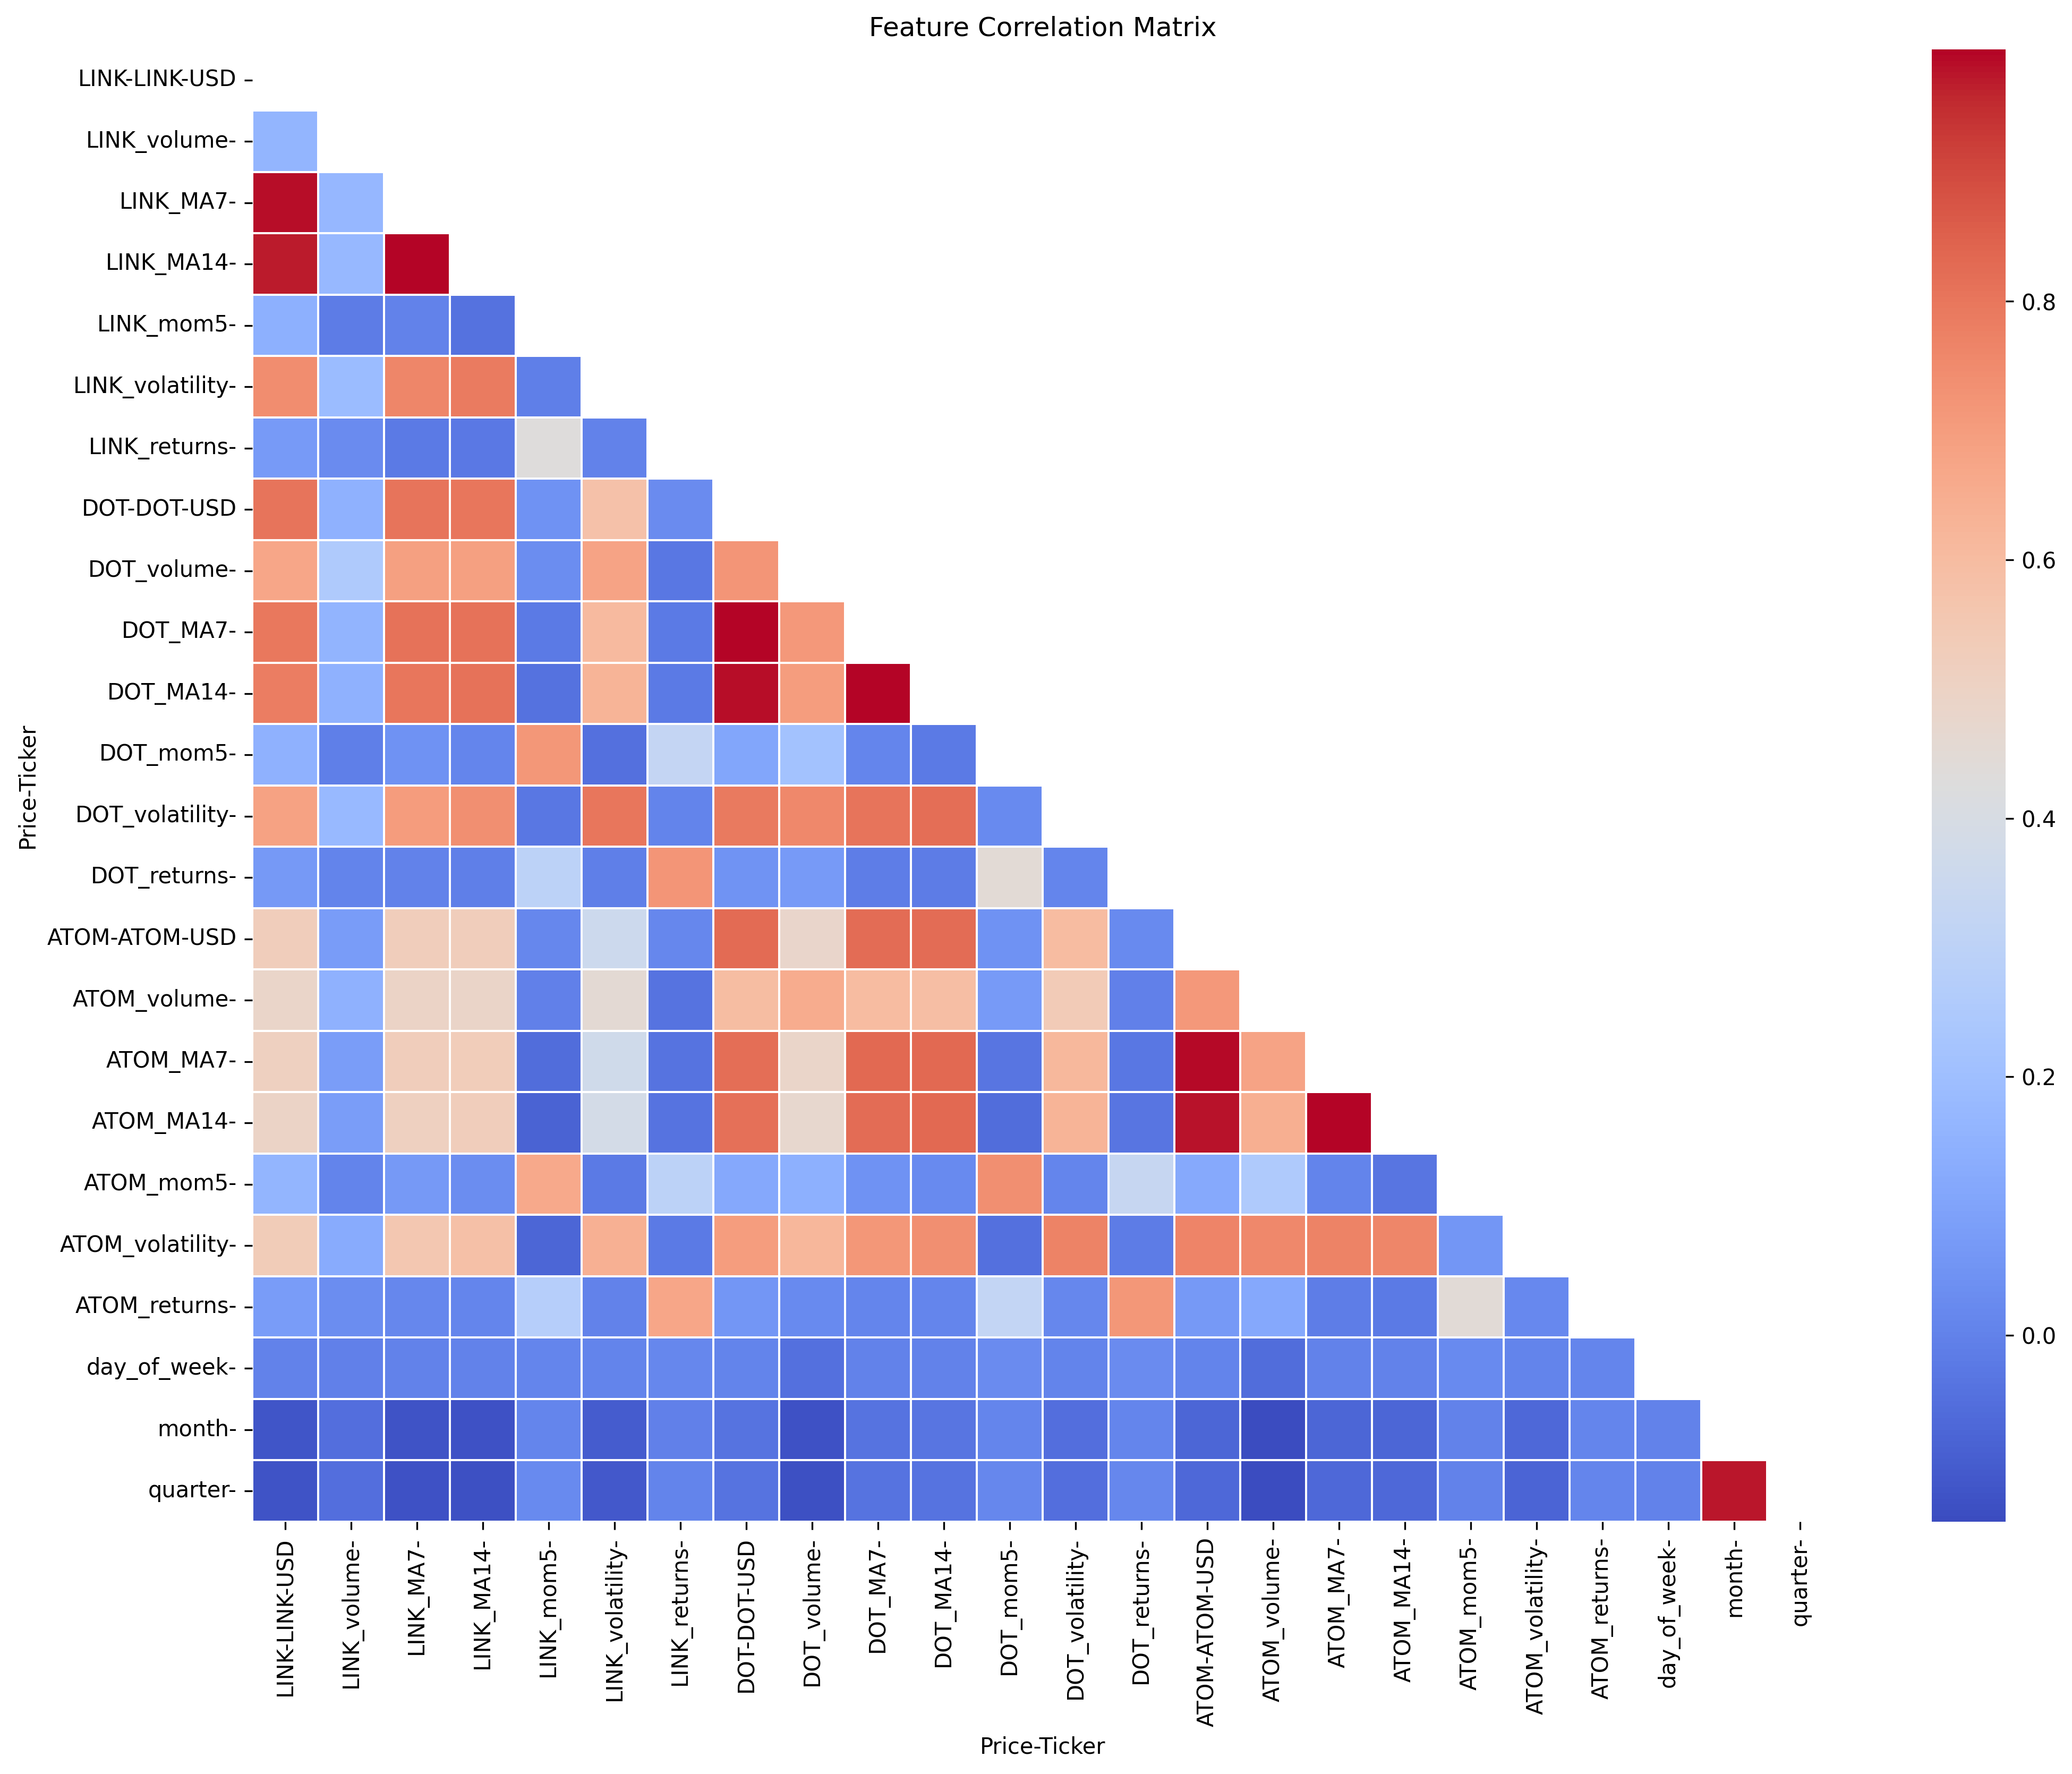 Feature Correlation Matrix
Price-Ticker
LINK-LINK-USD
LINK_volume-
LINK_MA7-
LINK_MA14-
LINK_mom5-
LINK_volatility-
LINK_returns-
DOT-DOT-USD
DOT_volume-
DOT_MA7-
DOT_MA14-
DOT_mom5-
DOT_volatility-
DOT_returns-
ATOM-ATOM-USD
ATOM_volume-
ATOM_MA7-
ATOM_MA14-
ATOM_mom5-
ATOM_volatility-
ATOM_returns-
day_of_week-
month-
quarter-
LINK-LINK-USD
LINK_volume-
LINK_MA7-
LINK_MA14-
LINK_mom5-
LINK_volatility-
LINK_returns-
DOT-DOT-USD
DOT_volume-
DOT_MA7-
DOT_MA14-
DOT_mom5-
DOT_volatility-
DOT_returns-
ATOM-ATOM-USD
ATOM_volume-
ATOM_MA7-
ATOM_MA14-
ATOM_mom5-
ATOM_volatility-
ATOM_returns-
day_of_week-
month-
quarter-
Price-Ticker
0.8
0.6
0.4
0.2
0.0